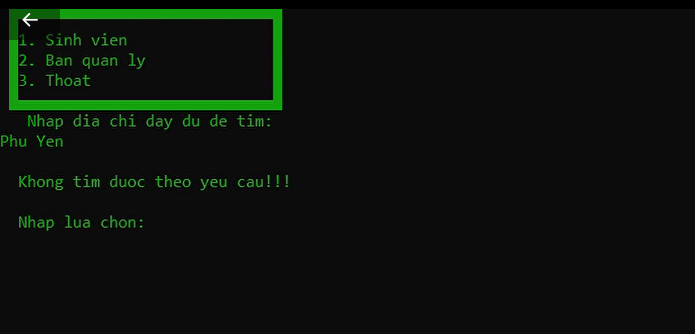 1. Sinh vien
2. Ban quan ly
3. Thoat
Nhap dia chi day du de tim:
Phu Yen
Khong tim duoc theo yeu cau!!!
Nhap lua chon: